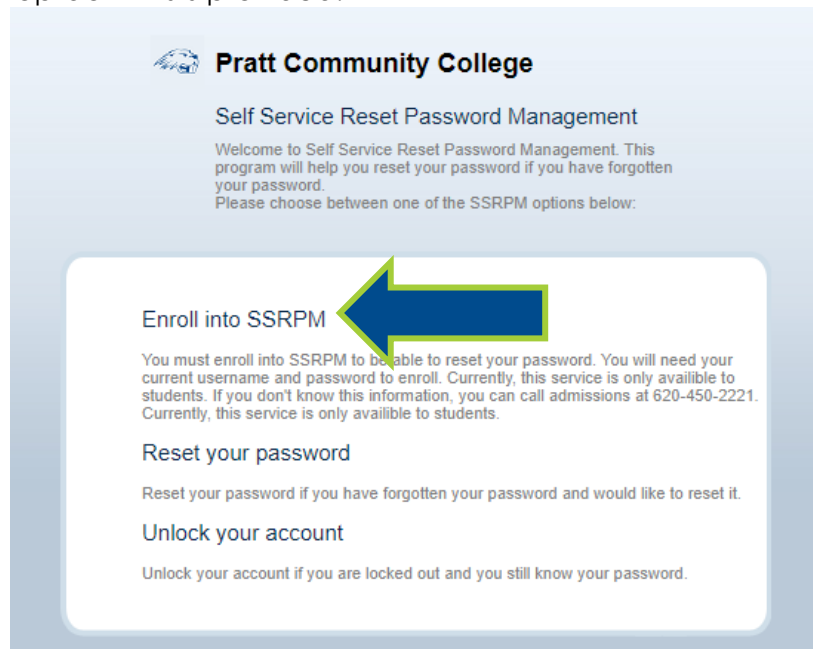 Pratt Community College
Self Service Reset Password Management
Welcome to Self Service Reset Password Management. This
program will help you reset your password if you have forgotten
your password.
Please choose between one of the SSRPM options below:
Enroll into SSRPM
You must enroll into SSRPM to be able to reset your password. You will need your
current username and password to enroll. Currently, this service is only availible to
students. If you don't know this information, you can call admissions at 620-450-2221.
Currently, this service is only availible to students.
Reset your password
Reset your password if you have forgotten your password and would like to reset it.
Unlock your account
Unlock your account if you are locked out and you still know your password.